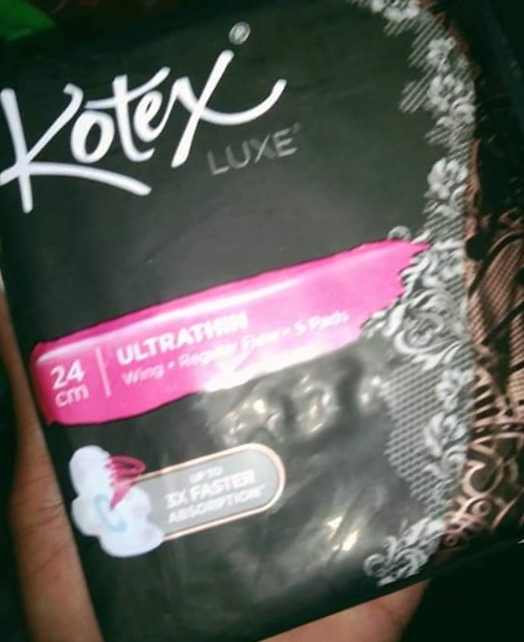 Kotex®
LUXE
24
cm
ULTRATHIN
Wing • Regular Flow • 5 Pads
UP TO
3X FASTER
ABSORPTION